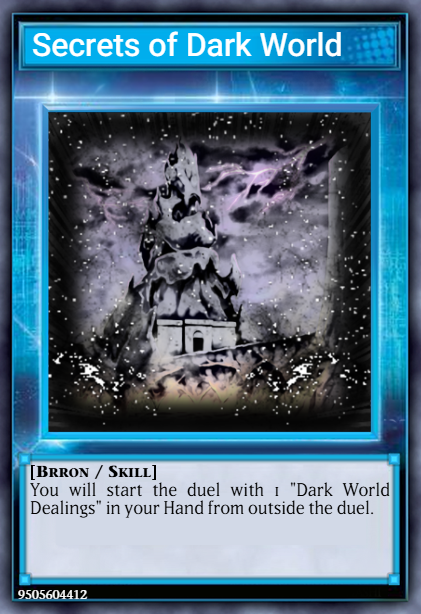 Secrets of Dark World
[BRRON / SKILL]
You will start the duel with 1 "Dark World
Dealings" in your Hand from outside the duel.
9505604412